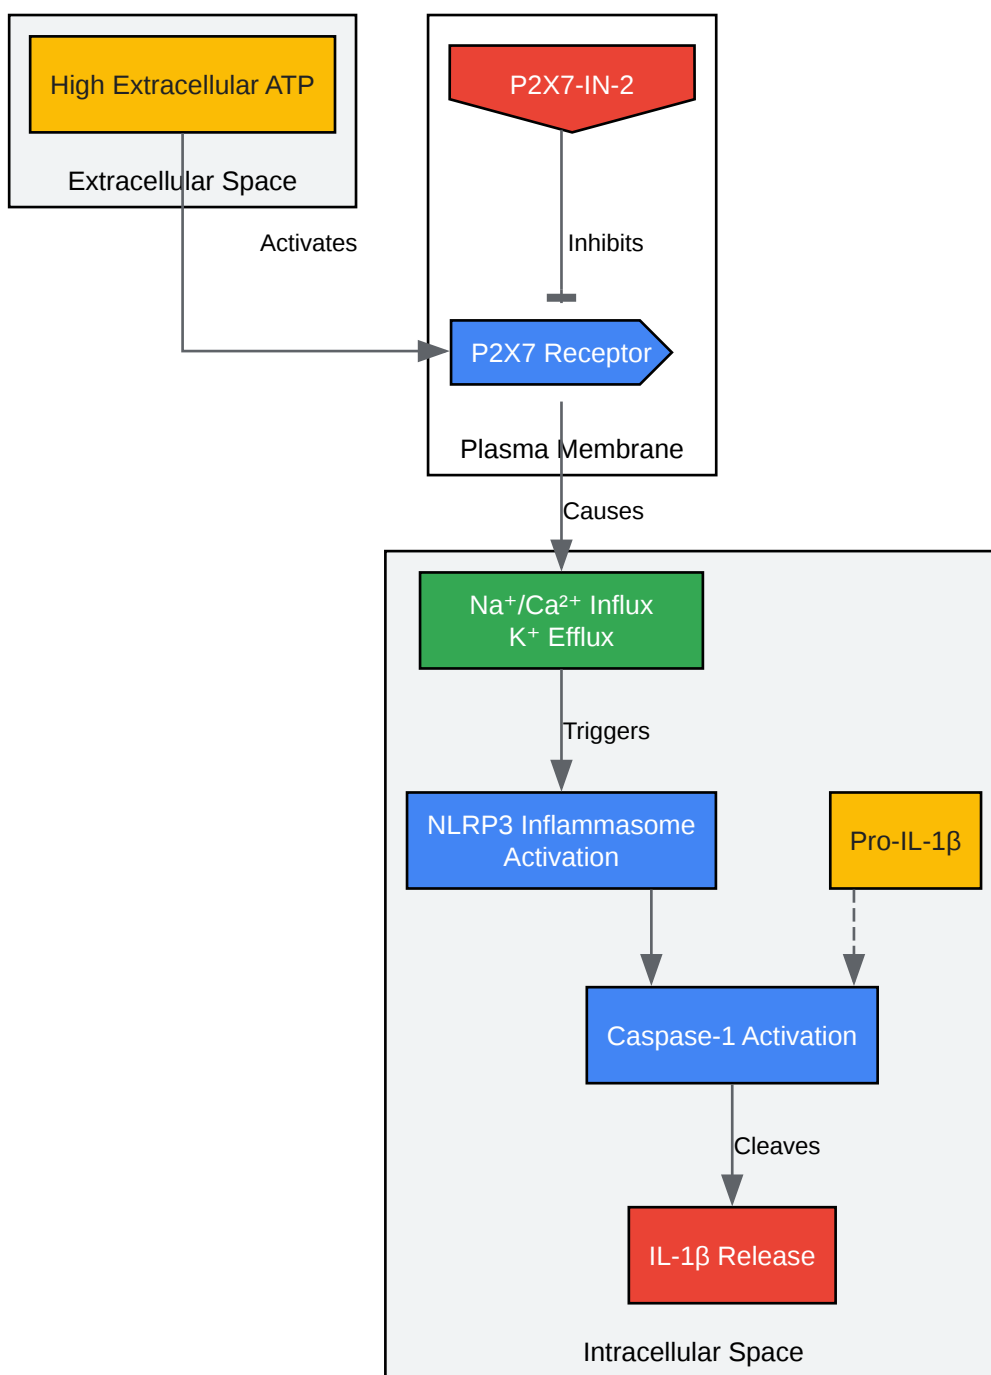 High Extracellular ATP
Extracellular Space
P2X7-IN-2
Activates
Inhibits
P2X7 Receptor
Plasma Membrane
Causes
Na⁺/Ca²⁺ Influx
K⁺ Efflux
Triggers
NLRP3 Inflammasome
Activation
Pro-IL-1β
Caspase-1 Activation
Cleaves
IL-1β Release
Intracellular Space